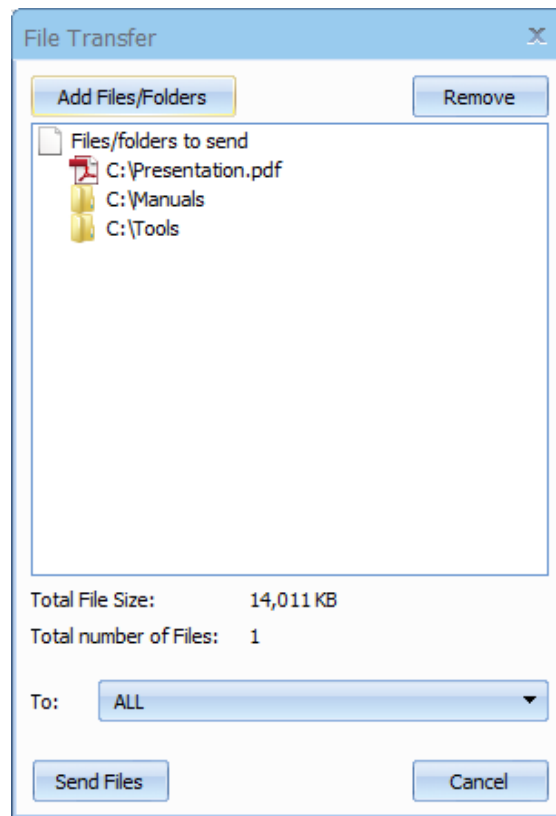 File Transfer x
Add Files/Folders Remove
Files/folders to send
C:\Presentation.pdf
C:\Manuals
C:\Tools
Total File Size: 14,011 KB
Total number of Files: 1
To: ALL
Send Files Cancel